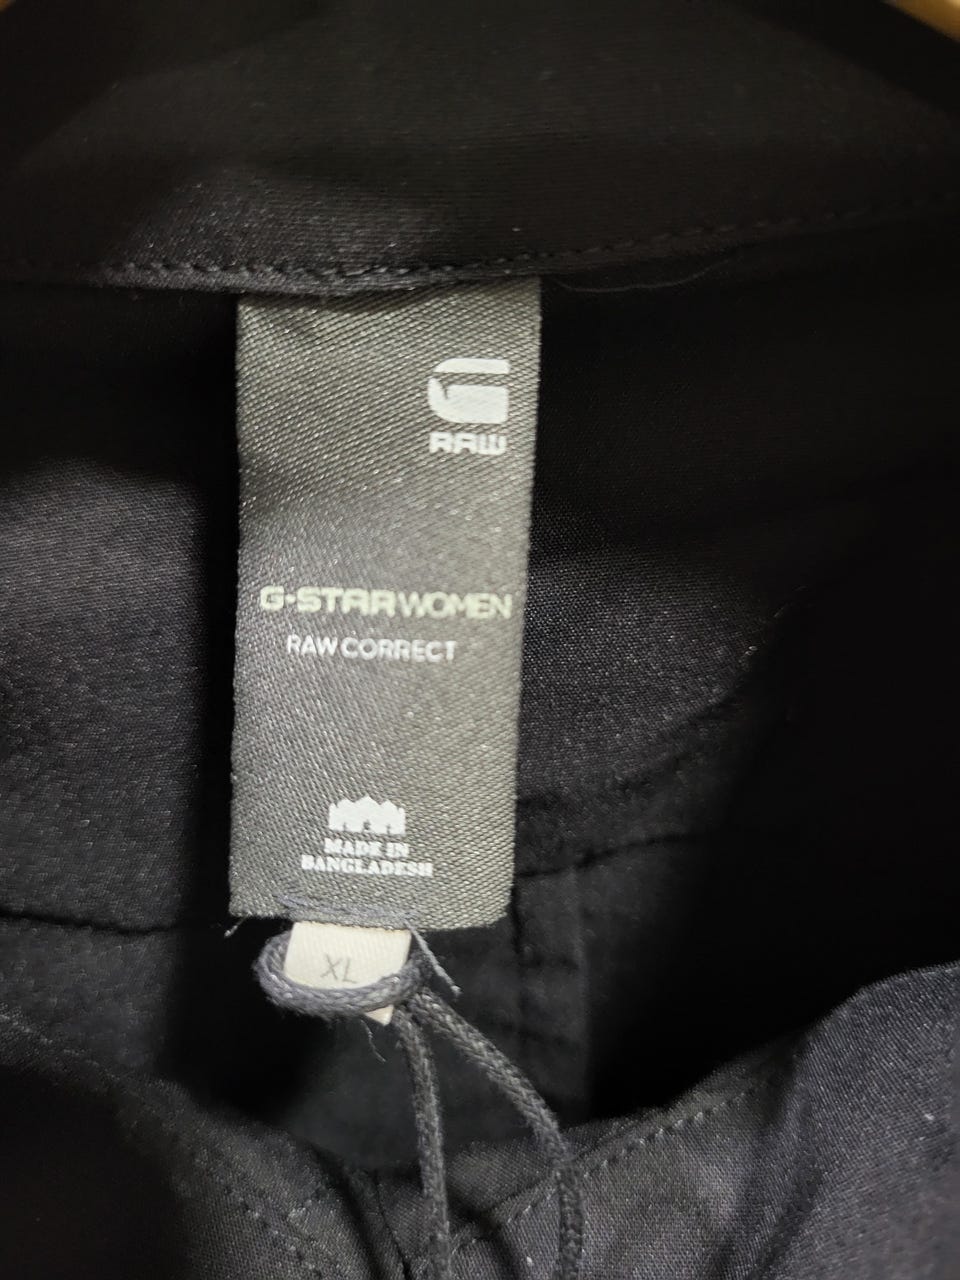 RAW
G-STAR WOMEN
RAW CORRECT
MADE IN
BANGLADESH
XL